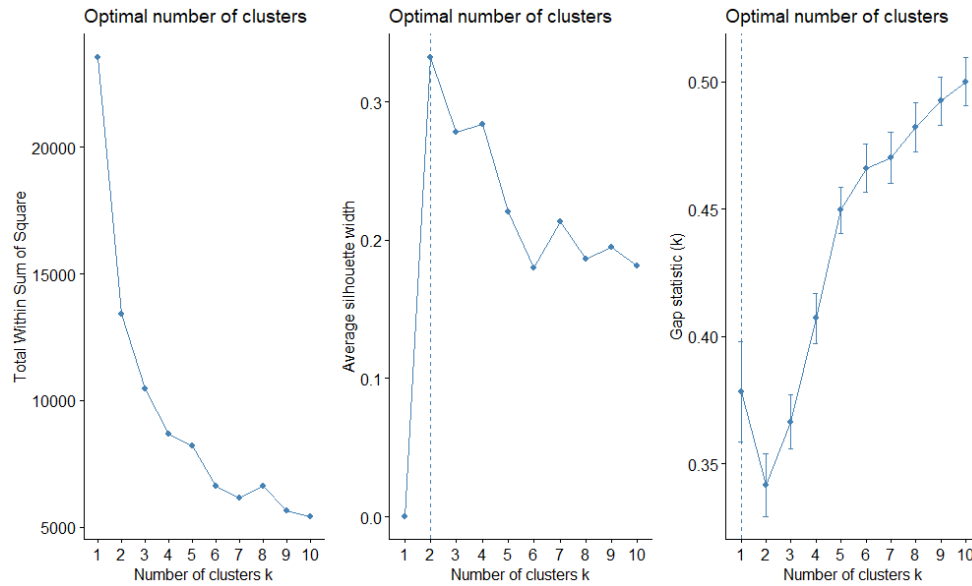 Optimal number of clusters
Total Within Sum of Square
20000
15000
10000
5000
1 2 3 4 5 6 7 8 9 10
Number of clusters k
Optimal number of clusters
Average silhouette width
0.3
0.2
0.1
0.0
1 2 3 4 5 6 7 8 9 10
Number of clusters k
Optimal number of clusters
Gap statistic (k)
0.50
0.45
0.40
0.35
1 2 3 4 5 6 7 8 9 10
Number of clusters k